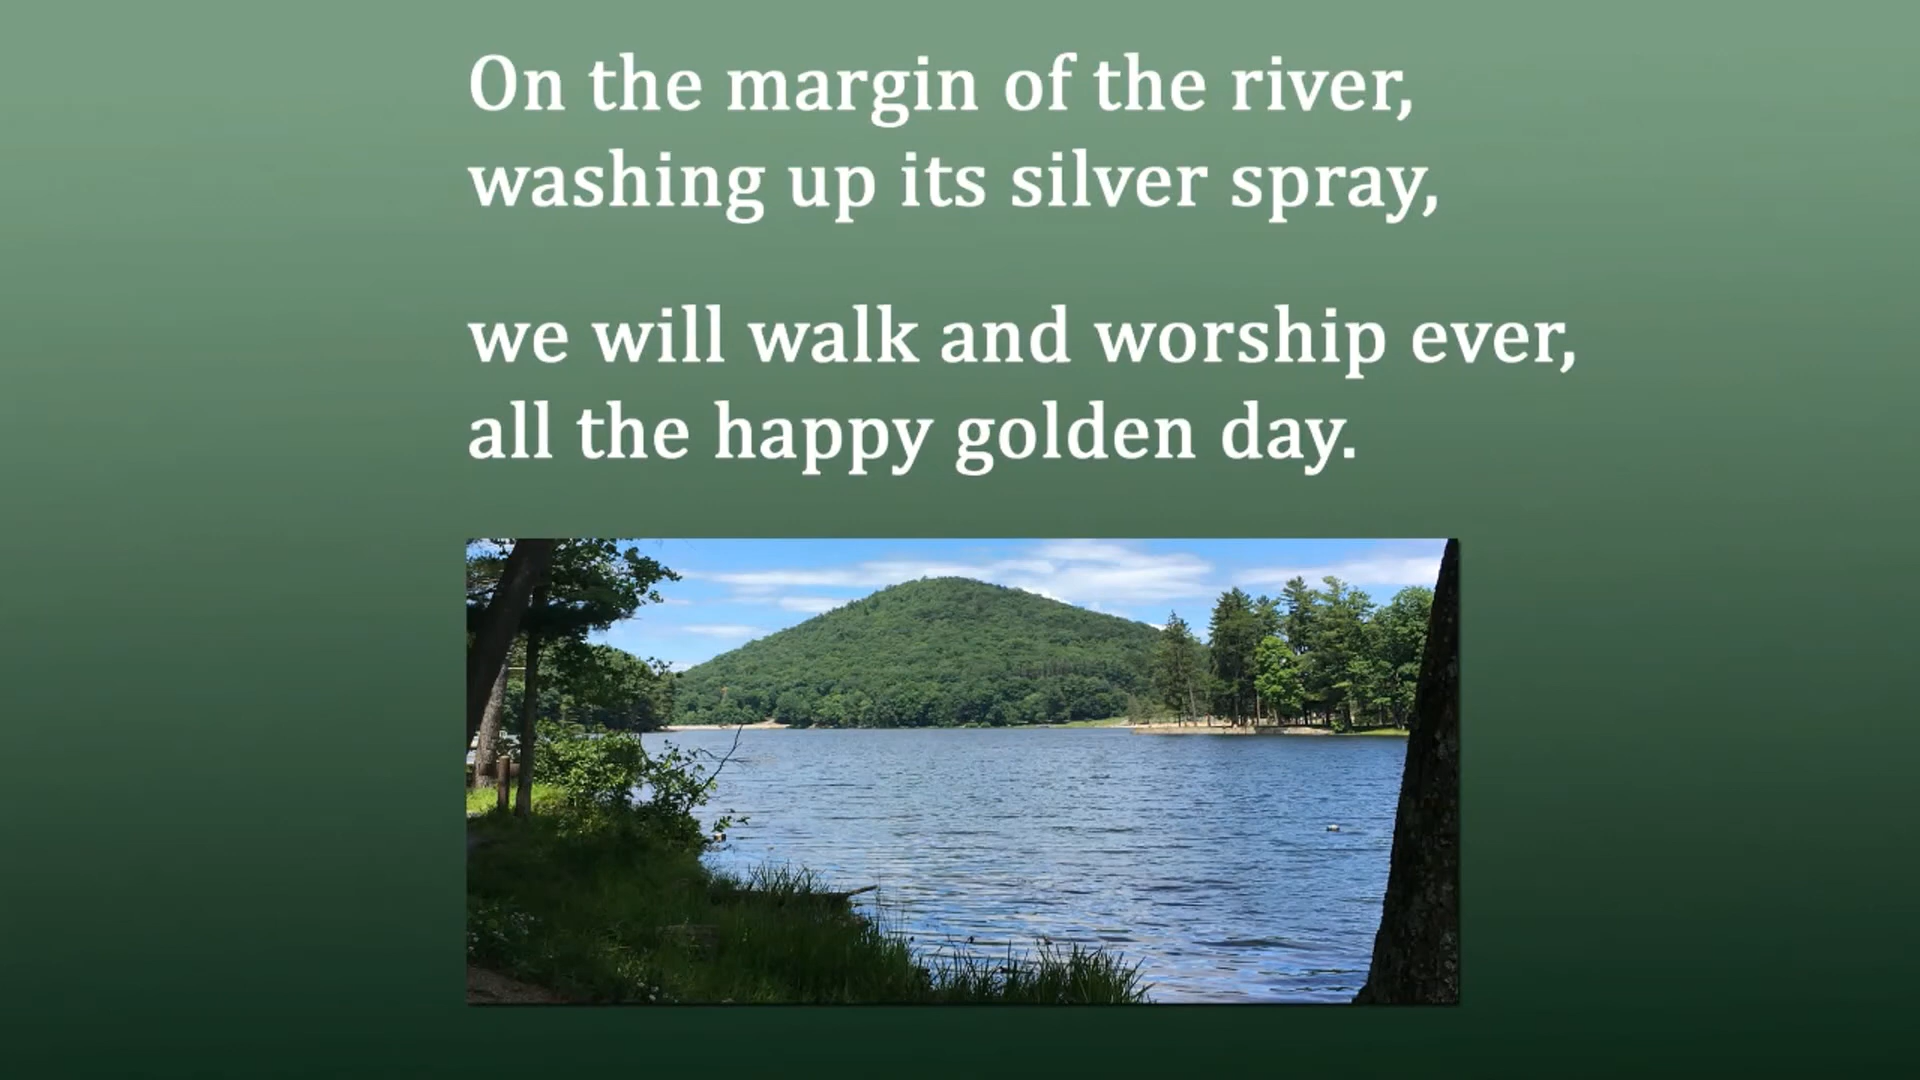 On the margin of the river,
washing up its silver spray,
we will walk and worship ever,
all the happy golden day.